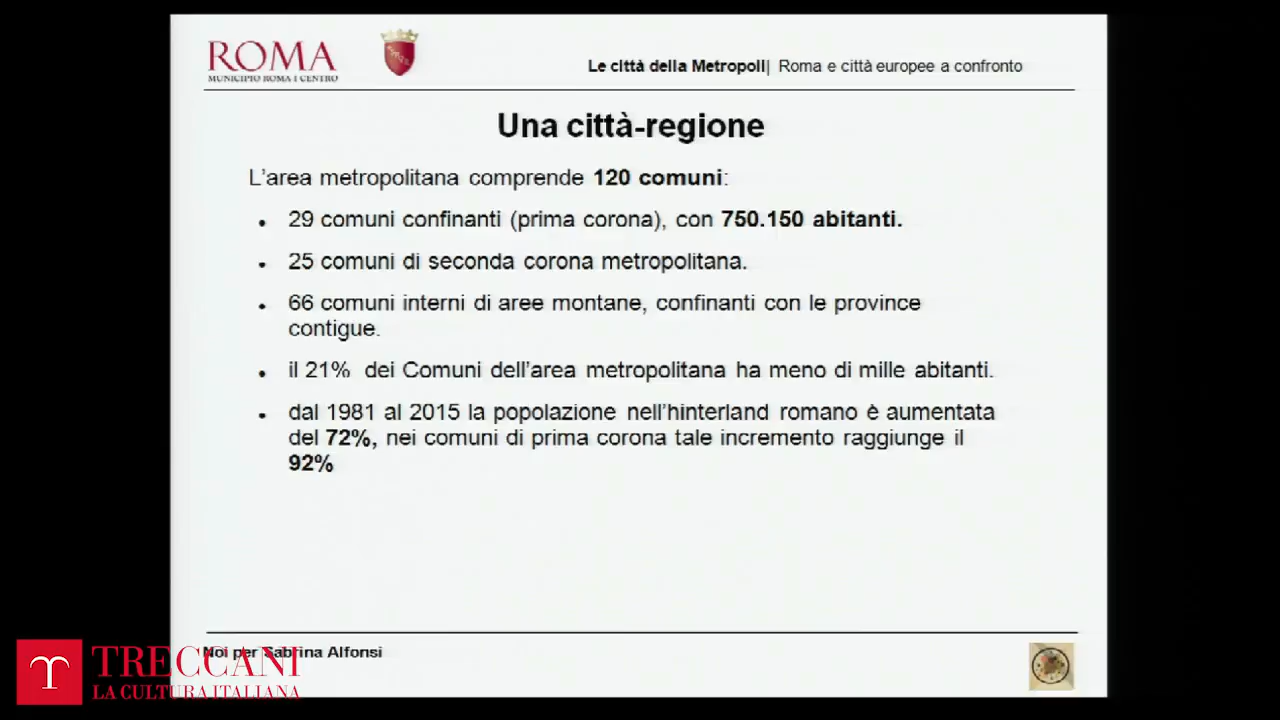 ROMA
MUNICIPIO ROMA I CENTRO
Le città della Metropoli| Roma e città europee a confronto
Una città-regione
L'area metropolitana comprende 120 comuni:
• 29 comuni confinanti (prima corona), con 750.150 abitanti.
• 25 comuni di seconda corona metropolitana.
• 66 comuni interni di aree montane, confinanti con le province
contigue.
• il 21% dei Comuni dell'area metropolitana ha meno di mille abitanti.
• dal 1981 al 2015 la popolazione nell'hinterland romano è aumentata
del 72%, nei comuni di prima corona tale incremento raggiunge il
92%
Noi per Sabrina Alfonsi
TRECCANI
LA CULTURA ITALIANA